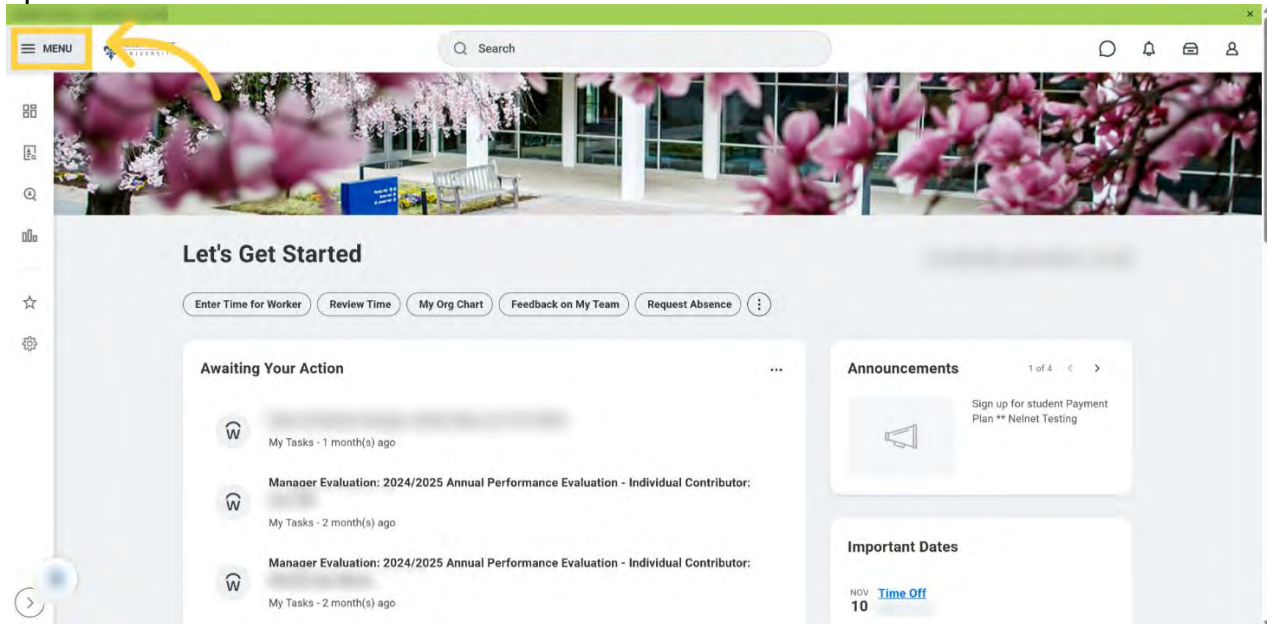 MENU
UNIVERSITY
Search
Let's Get Started
Enter Time for Worker
Review Time
My Org Chart
Feedback on My Team
Request Absence
Awaiting Your Action
My Tasks - 1 month(s) ago
Manager Evaluation: 2024/2025 Annual Performance Evaluation - Individual Contributor:
My Tasks - 2 month(s) ago
Manager Evaluation: 2024/2025 Annual Performance Evaluation - Individual Contributor:
My Tasks - 2 month(s) ago
Announcements
1 of 4
Sign up for student Payment
Plan ** Nelnet Testing
Important Dates
NOV
10
Time Off